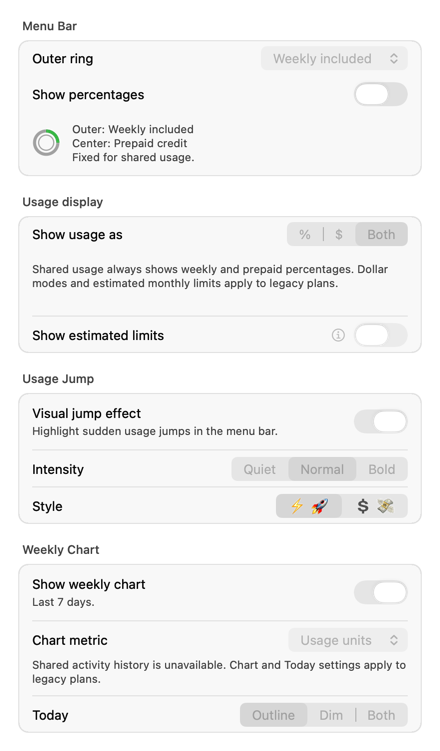 Menu Bar
Outer ring
Weekly included
Show percentages
Outer: Weekly included
Center: Prepaid credit
Fixed for shared usage.
Usage display
Show usage as
% | $ Both
Shared usage always shows weekly and prepaid percentages. Dollar
modes and estimated monthly limits apply to legacy plans.
Show estimated limits
Usage Jump
Visual jump effect
Highlight sudden usage jumps in the menu bar.
Intensity
Quiet Normal Bold
Style
⚡ 🚀 $ 💸
Weekly Chart
Show weekly chart
Last 7 days.
Chart metric
Usage units
Shared activity history is unavailable. Chart and Today settings apply to
legacy plans.
Today
Outline Dim | Both